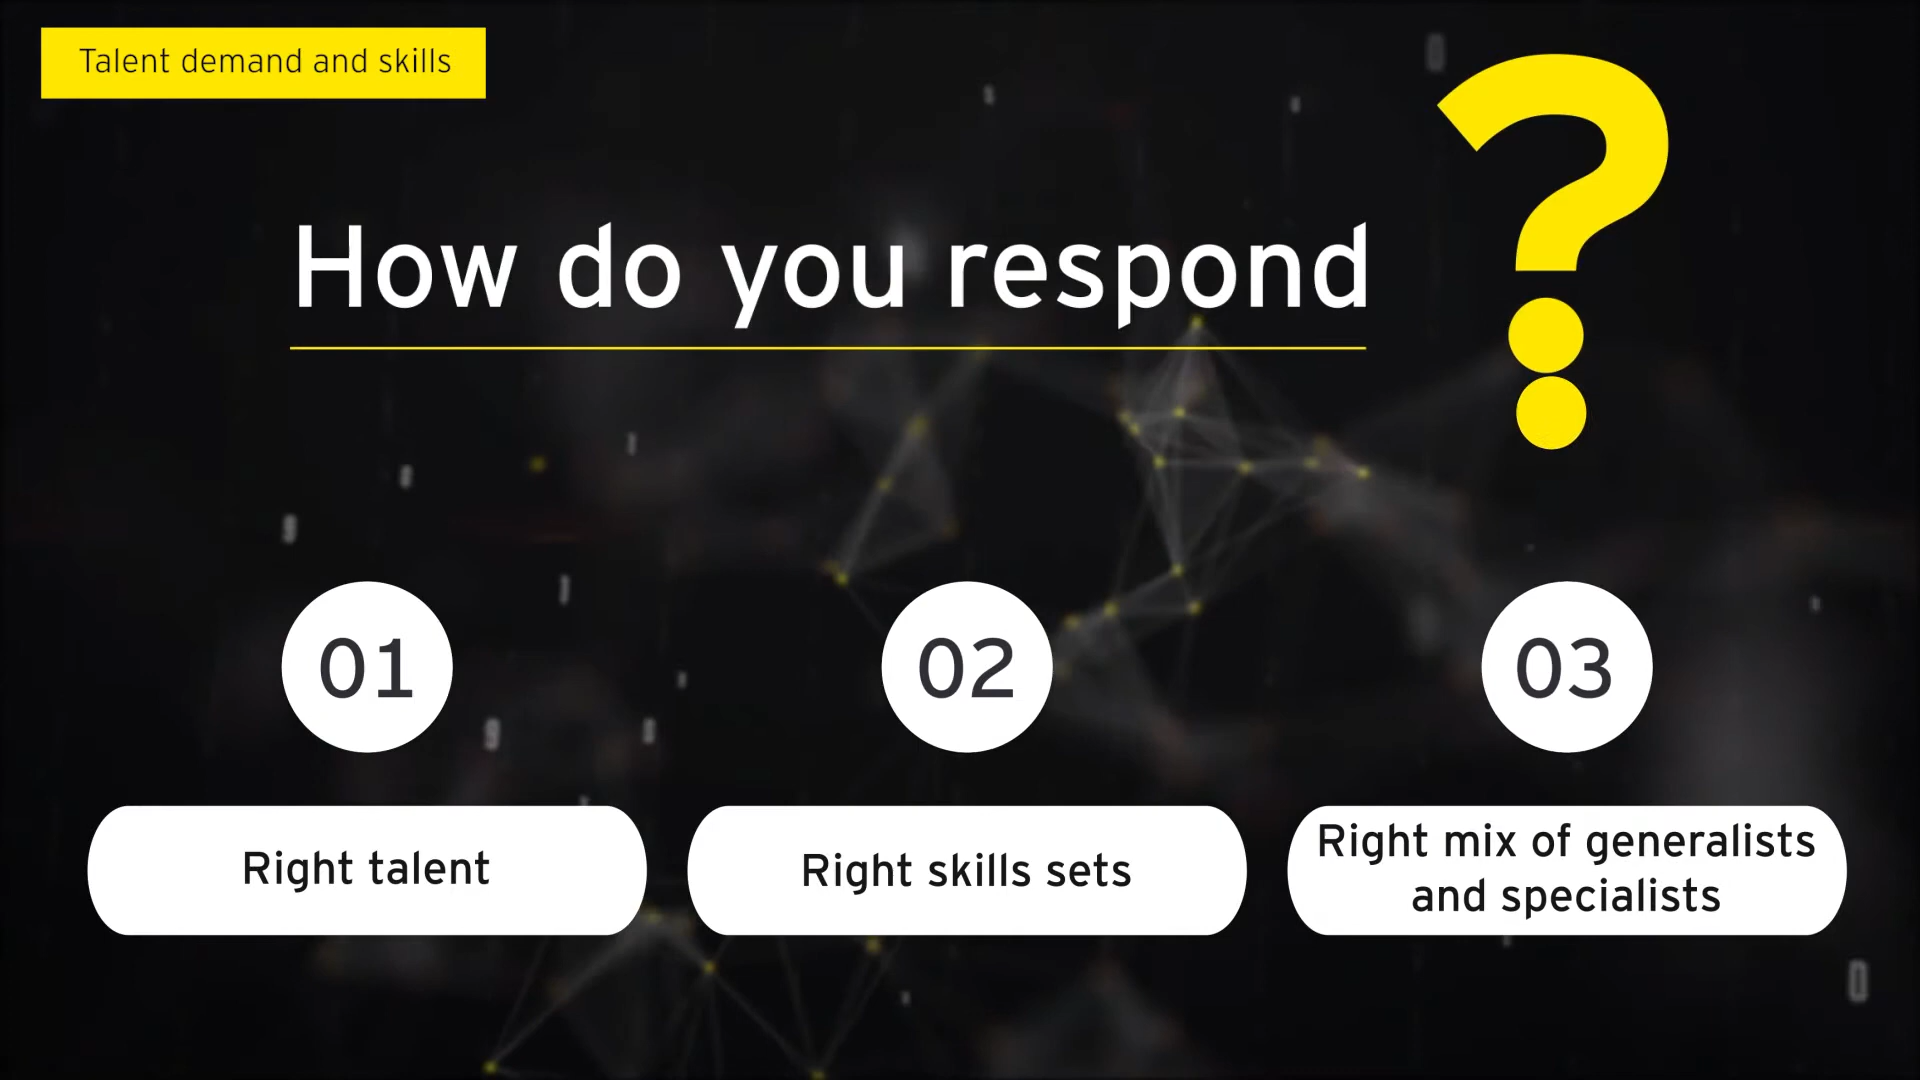 Talent demand and skills
How do you respond?
01
02
03
Right talent
Right skills sets
Right mix of generalists
and specialists